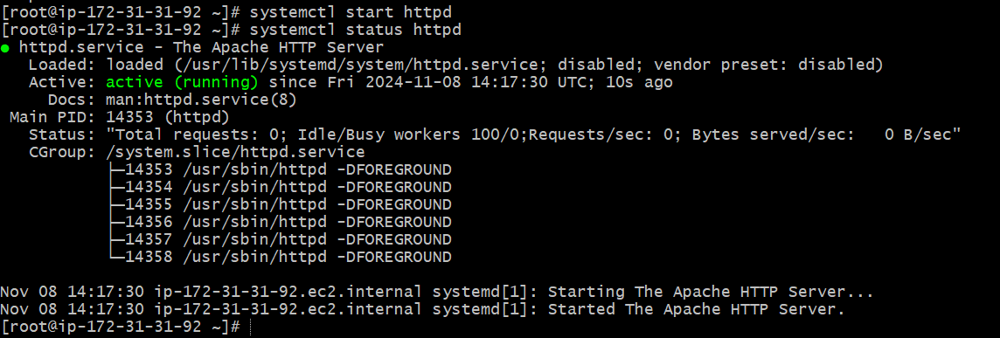 [root@ip-172-31-31-92 ~]# systemctl start httpd
[root@ip-172-31-31-92 ~]# systemctl status httpd
● httpd.service - The Apache HTTP Server
   Loaded: loaded (/usr/lib/systemd/system/httpd.service; disabled; vendor preset: disabled)
   Active: active (running) since Fri 2024-11-08 14:17:30 UTC; 10s ago
     Docs: man:httpd.service(8)
 Main PID: 14353 (httpd)
   Status: "Total requests: 0; Idle/Busy workers 100/0;Requests/sec: 0; Bytes served/sec:   0 B/sec"
   CGroup: /system.slice/httpd.service
           ├─14353 /usr/sbin/httpd -DFOREGROUND
           ├─14354 /usr/sbin/httpd -DFOREGROUND
           ├─14355 /usr/sbin/httpd -DFOREGROUND
           ├─14356 /usr/sbin/httpd -DFOREGROUND
           ├─14357 /usr/sbin/httpd -DFOREGROUND
           └─14358 /usr/sbin/httpd -DFOREGROUND

Nov 08 14:17:30 ip-172-31-31-92.ec2.internal systemd[1]: Starting The Apache HTTP Server...
Nov 08 14:17:30 ip-172-31-31-92.ec2.internal systemd[1]: Started The Apache HTTP Server.
[root@ip-172-31-31-92 ~]#